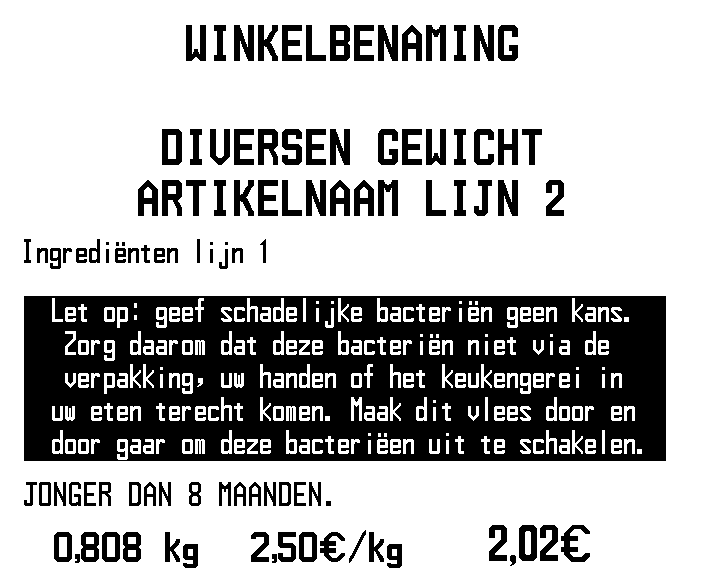 WINKELBENAMING
DIVERSEN GEWICHT
ARTIKELNAAM LIJN 2
Ingrediënten lijn 1
Let op: geef schadelijke bacteriën geen kans.
Zorg daarom dat deze bacteriën niet via de
verpakking, uw handen of het keukengerei in
uw eten terecht komen. Maak dit vlees door en
door gaar om deze bacteriëen uit te schakelen.
JONGER DAN 8 MAANDEN.
0,808 kg 2,50€/kg 2,02€